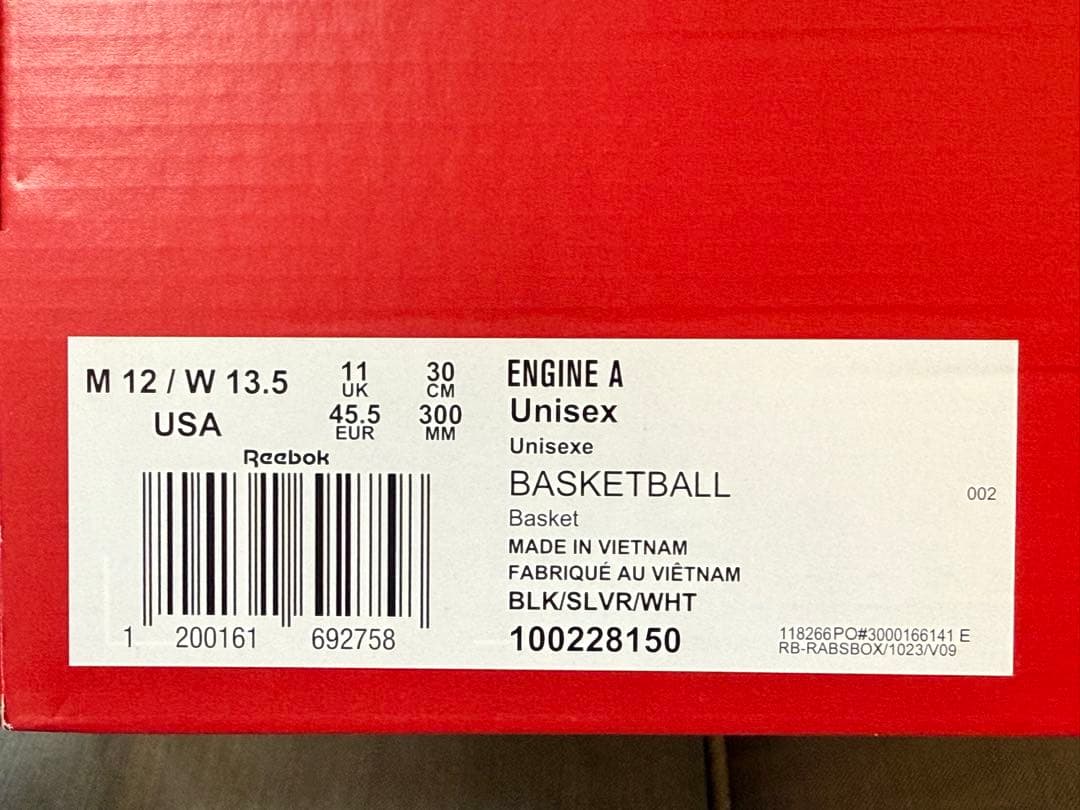 M 12 / W 13.5
USA
11
UK
45.5
EUR
30
CM
300
MM
Reebok
1 200161 692758
ENGINE A
Unisex
Unisexe
BASKETBALL
Basket
002
MADE IN VIETNAM
FABRIQUÉ AU VIÊTNAM
BLK/SLVR/WHT
100228150
118266PO#3000166141 E
RB-RABSBOX/1023/V09